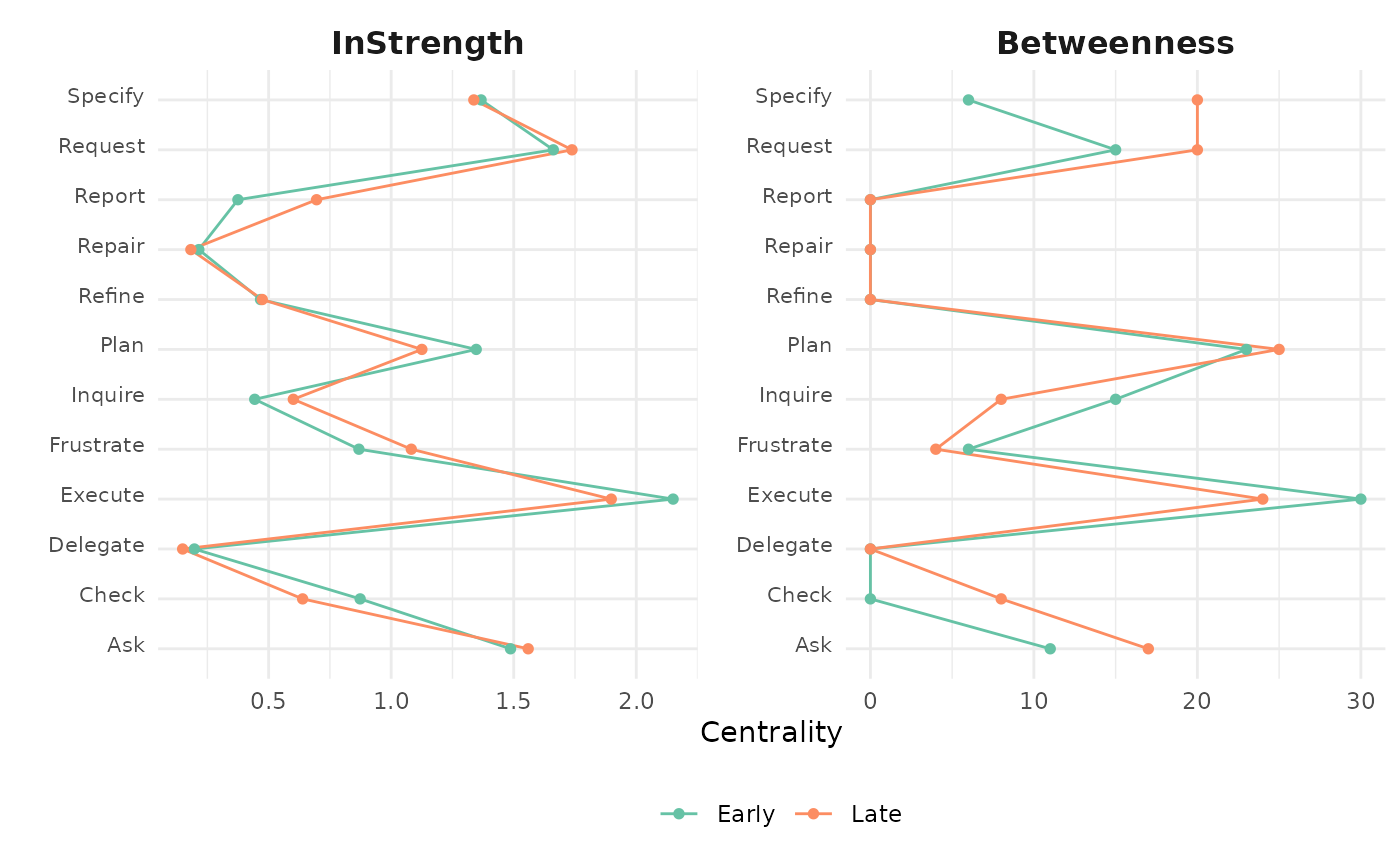 InStrength
Specify
Request
Report
Repair
Refine
Plan
Inquire
Frustrate
Execute
Delegate
Check
Ask
0.5 1.0 1.5 2.0
Betweenness
Specify
Request
Report
Repair
Refine
Plan
Inquire
Frustrate
Execute
Delegate
Check
Ask
0 10 20 30
Centrality
Early Late